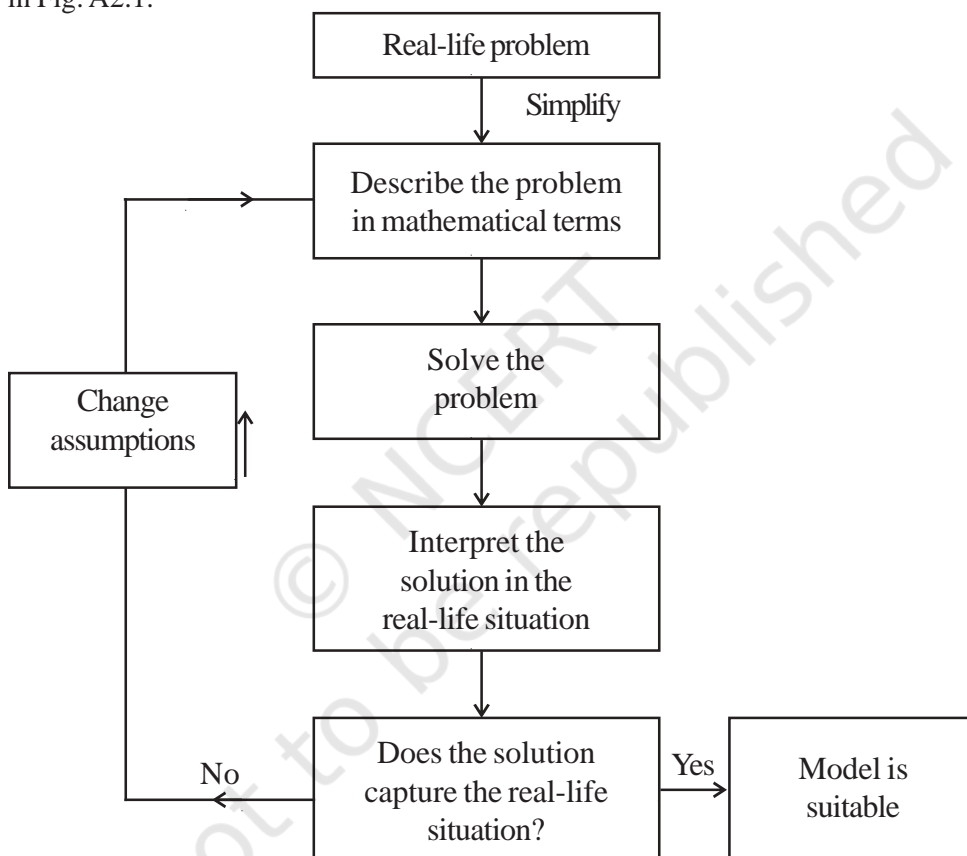 in Fig. A2.1.
Real-life problem
Simplify
Describe the problem
in mathematical terms
Solve the
problem
Change
assumptions
Interpret the
solution in the
real-life situation
Does the solution
capture the real-life
situation?
No
Yes
Model is
suitable
© NCERT
not to be republished